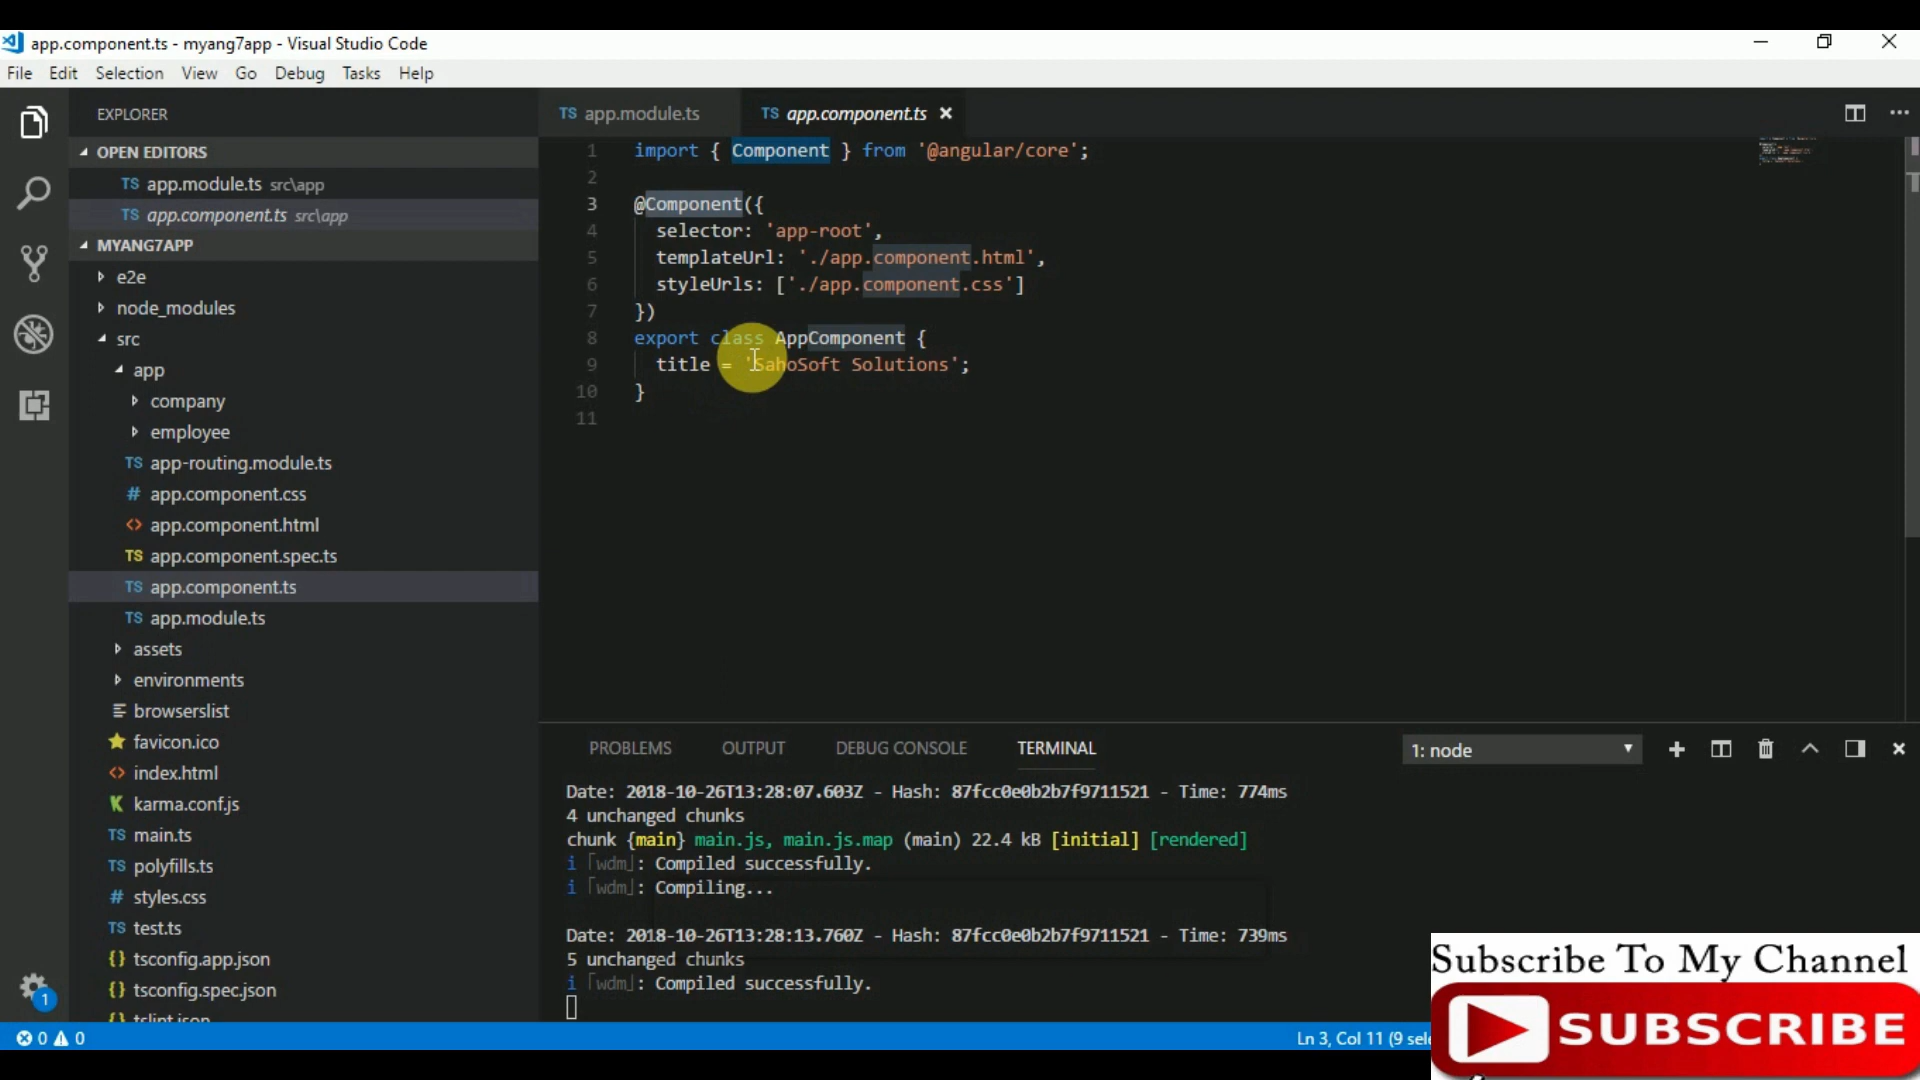 app.component.ts - myang7app - Visual Studio Code
File Edit Selection View Go Debug Tasks Help
EXPLORER
OPEN EDITORS
TS app.module.ts src\app
TS app.component.ts src\app
MYANG7APP
e2e
node_modules
src
app
company
employee
TS app-routing.module.ts
# app.component.css
<> app.component.html
TS app.component.spec.ts
TS app.component.ts
TS app.module.ts
assets
environments
browserslist
favicon.ico
<> index.html
K karma.conf.js
TS main.ts
TS polyfills.ts
# styles.css
TS test.ts
{} tsconfig.app.json
{} tsconfig.spec.json
{} tslint.json
1
TS app.module.ts TS app.component.ts
1 import { Component } from '@angular/core';
2
3 @Component({
4 selector: 'app-root',
5 templateUrl: './app.component.html',
6 styleUrls: ['./app.component.css']
7 })
8 export class AppComponent {
9 title = 'SahoSoft Solutions';
10 }
11
PROBLEMS OUTPUT DEBUG CONSOLE TERMINAL 1: node
Date: 2018-10-26T13:28:07.603Z - Hash: 87fcc0e0b2b7f9711521 - Time: 774ms
4 unchanged chunks
chunk {main} main.js, main.js.map (main) 22.4 kB [initial] [rendered]
i ｢wdm｣: Compiled successfully.
i ｢wdm｣: Compiling...
Date: 2018-10-26T13:28:13.760Z - Hash: 87fcc0e0b2b7f9711521 - Time: 739ms
5 unchanged chunks
i ｢wdm｣: Compiled successfully.
0 0 Ln 3, Col 11 (9 sele
Subscribe To My Channel
SUBSCRIBE